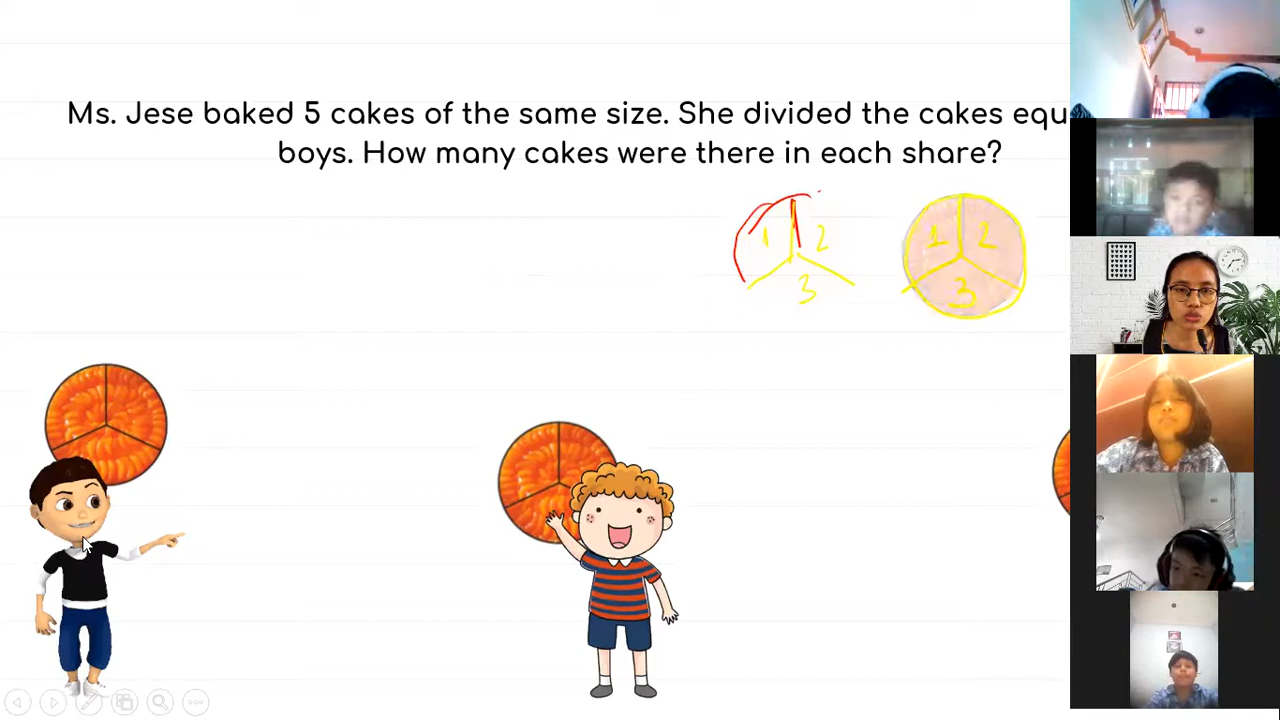 Ms. Jese baked 5 cakes of the same size. She divided the cakes equ
boys. How many cakes were there in each share?
1 2 1 2
3 3